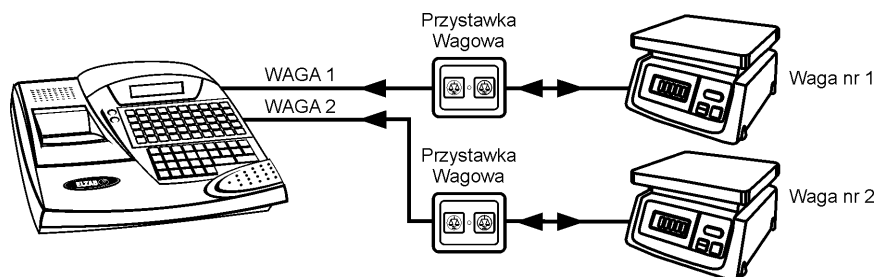 Przystawka
Wagowa
WAGA 1
Waga nr 1
WAGA 2
Przystawka
Wagowa
ELZAB
Waga nr 2